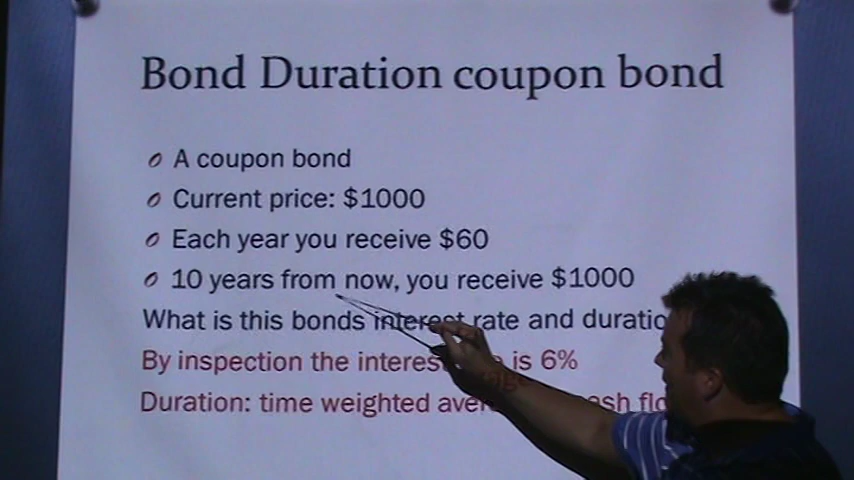 Bond Duration coupon bond
A coupon bond
Current price: $1000
Each year you receive $60
10 years from now, you receive $1000
What is this bonds interest rate and
By inspection the interest is 6%
Duration: time weighted